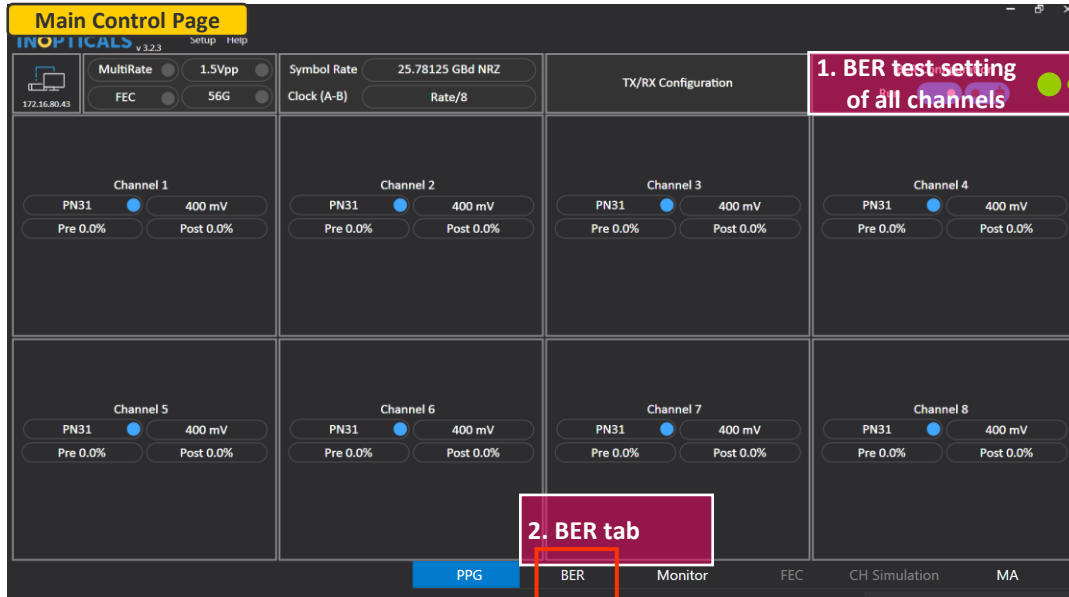 Main Control Page
INOPTICALS v 3.2.3 Setup Help
MultiRate 1.5Vpp
FEC 56G
172.16.80.43
Symbol Rate 25.78125 GBd NRZ
Clock (A-B) Rate/8
TX/RX Configuration
1. BER test setting
of all channels
Channel 1
PN31 400 mV
Pre 0.0% Post 0.0%
Channel 2
PN31 400 mV
Pre 0.0% Post 0.0%
Channel 3
PN31 400 mV
Pre 0.0% Post 0.0%
Channel 4
PN31 400 mV
Pre 0.0% Post 0.0%
Channel 5
PN31 400 mV
Pre 0.0% Post 0.0%
Channel 6
PN31 400 mV
Pre 0.0% Post 0.0%
Channel 7
PN31 400 mV
Pre 0.0% Post 0.0%
Channel 8
PN31 400 mV
Pre 0.0% Post 0.0%
2. BER tab
PPG BER Monitor FEC CH Simulation MA